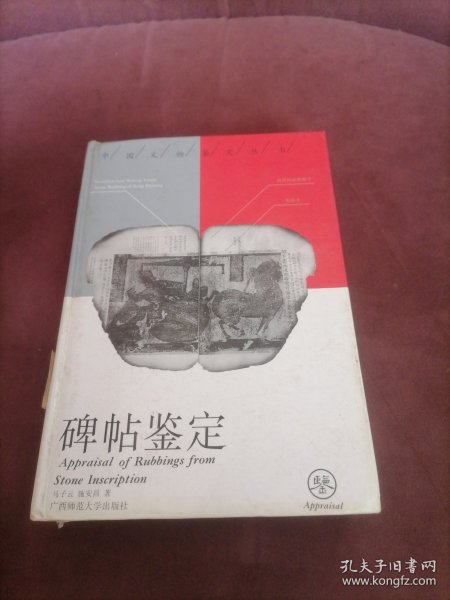 中/国/文/物/鉴/定/丛/书/
碑帖鉴定
Appraisal of Rubbings from
Stone Inscription
马子云 施安昌 著
广西师范大学出版社
鑒
Appraisal
孔夫子旧书网
www.kongfz.com